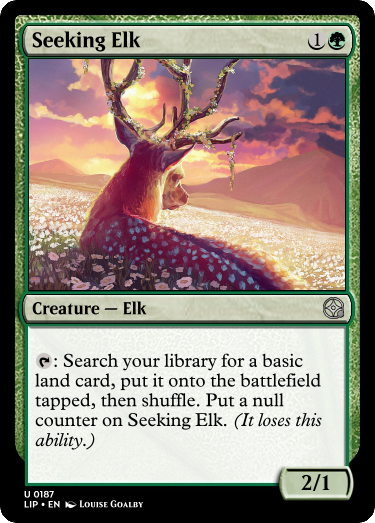 Seeking Elk 1
Creature — Elk
: Search your library for a basic
land card, put it onto the battlefield
tapped, then shuffle. Put a null
counter on Seeking Elk. (It loses this
ability.)
2/1
U 0187
LIP • EN Louise Goalby